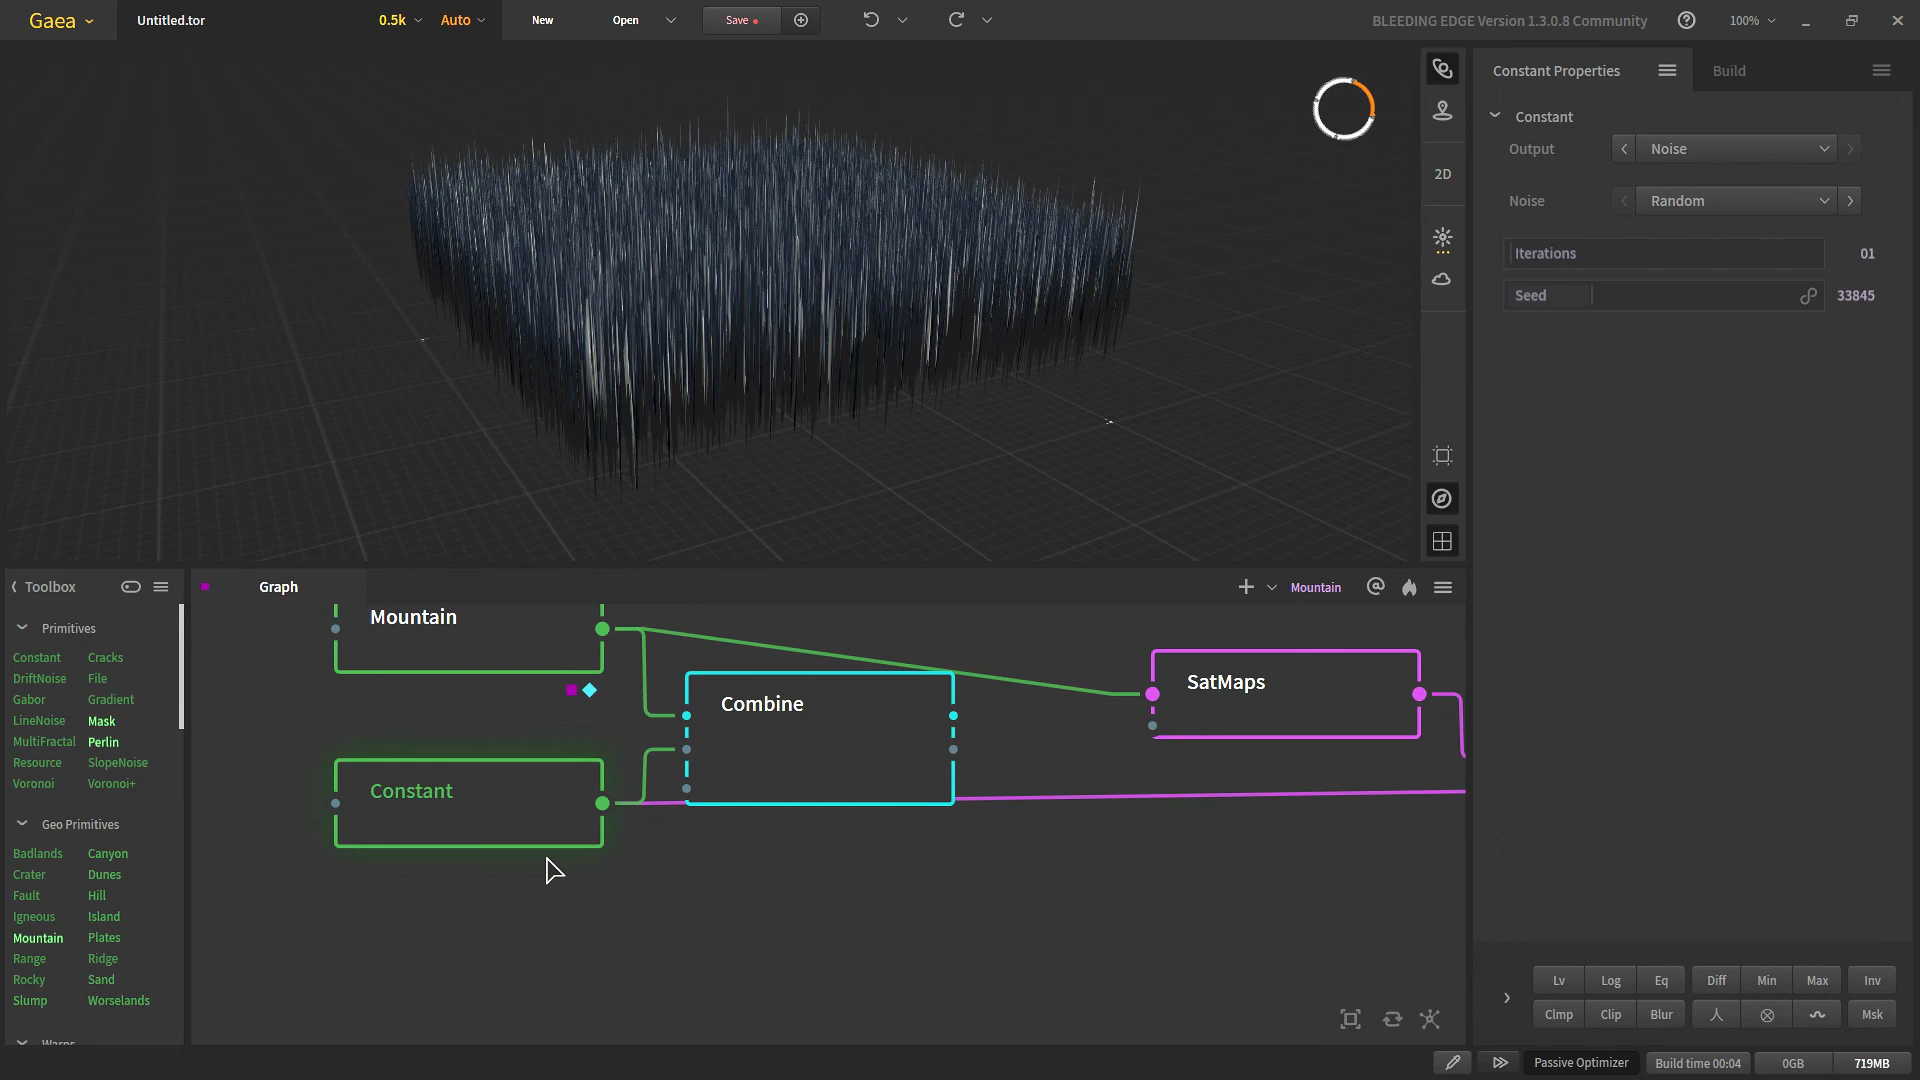 Gaea
Untitled.tor
0.5k
Auto
New
Open
Save
BLEEDING EDGE Version 1.3.0.8 Community
100%
2D
Constant Properties
Build
Constant
Output
Noise
Noise
Random
Iterations
01
Seed
33845
Toolbox
Primitives
Constant
Cracks
DriftNoise
File
Gabor
Gradient
LineNoise
Mask
MultiFractal
Perlin
Resource
SlopeNoise
Voronoi
Voronoi+
Geo Primitives
Badlands
Canyon
Crater
Dunes
Fault
Hill
Igneous
Island
Mountain
Plates
Range
Ridge
Rocky
Sand
Slump
Worselands
Warps
Graph
Mountain
Mountain
Combine
SatMaps
Constant
Lv
Log
Eq
Diff
Min
Max
Inv
Clmp
Clip
Blur
Msk
Passive Optimizer
Build time 00:04
0GB
719MB